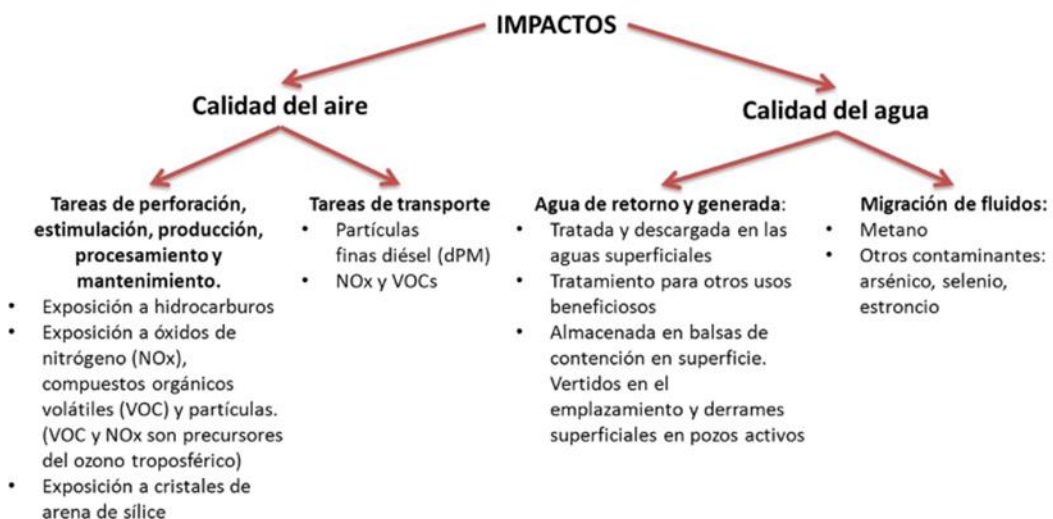 IMPACTOS
Calidad del aire
Calidad del agua
Tareas de perforación,
estimulación, producción,
procesamiento y
mantenimiento.
• Exposición a hidrocarburos
• Exposición a óxidos de
nitrógeno (NOx),
compuestos orgánicos
volátiles (VOC) y partículas.
(VOC y NOx son precursores
del ozono troposférico)
• Exposición a cristales de
arena de sílice
Tareas de transporte
• Partículas
finas diésel (dPM)
• NOx y VOCs
Agua de retorno y generada:
• Tratada y descargada en las
aguas superficiales
• Tratamiento para otros usos
beneficiosos
• Almacenada en balsas de
contención en superficie.
Vertidos en el
emplazamiento y derrames
superficiales en pozos activos
Migración de fluidos:
• Metano
• Otros contaminantes:
arsénico, selenio,
estroncio